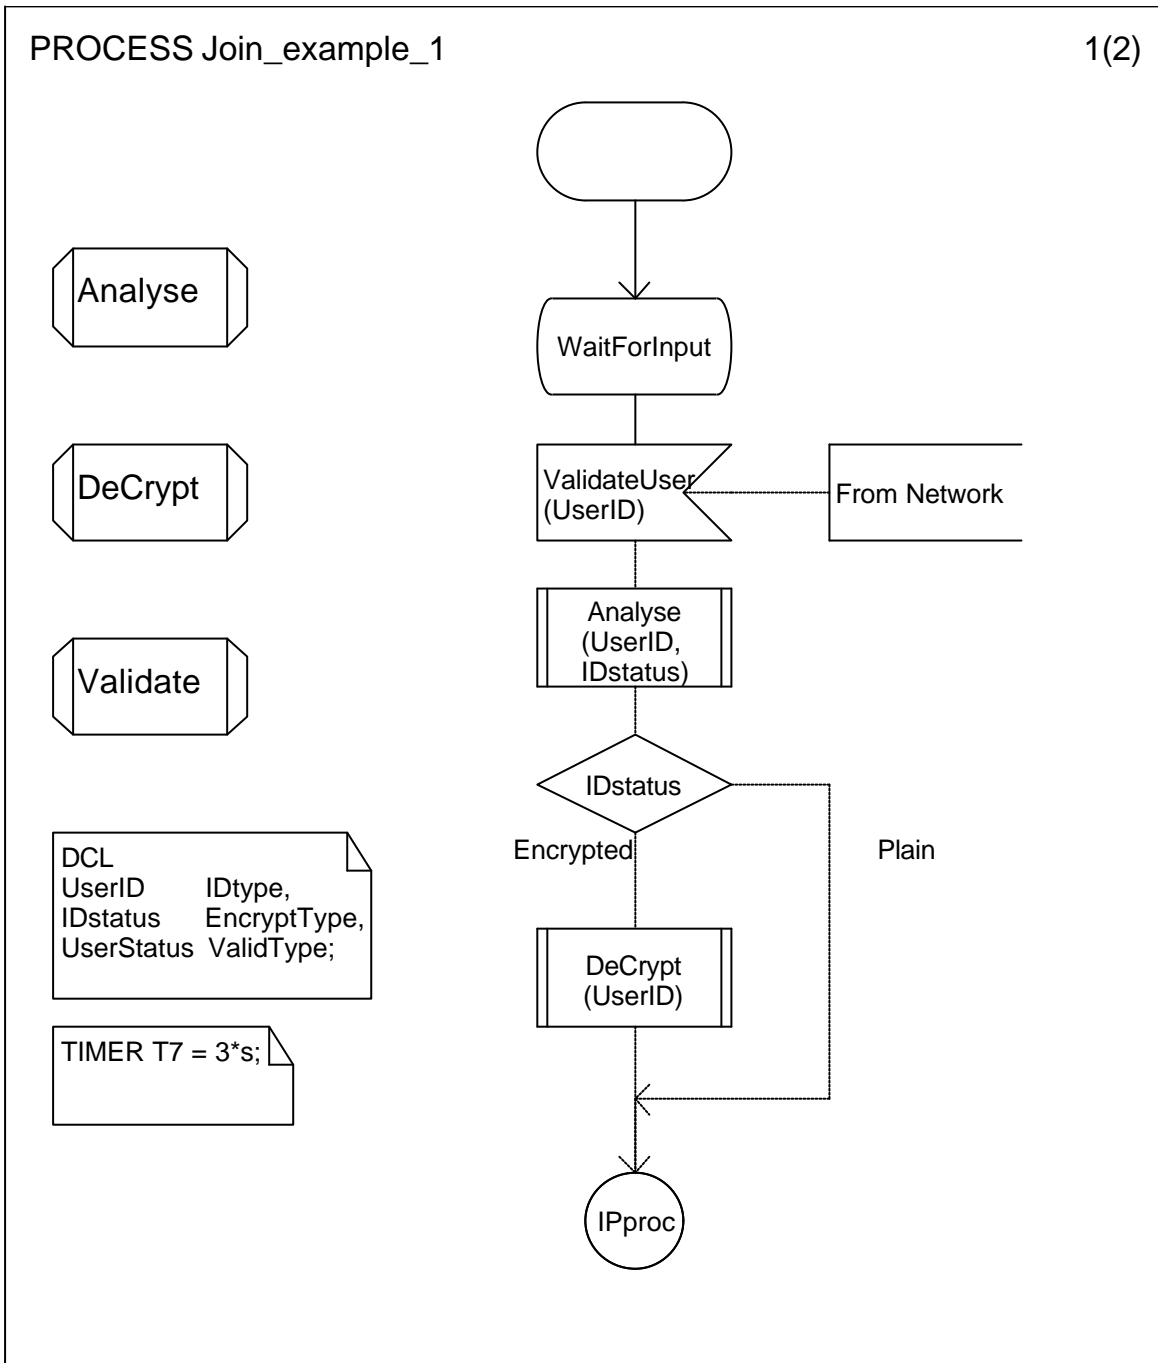 PROCESS Join_example_1
1(2)
Analyse
DeCrypt
Validate
DCL
UserID IDtype,
IDstatus EncryptType,
UserStatus ValidType;
TIMER T7 = 3*s;
WaitForInput
ValidateUser
(UserID)
From Network
Analyse
(UserID,
IDstatus)
IDstatus
Encrypted
Plain
DeCrypt
(UserID)
IPproc